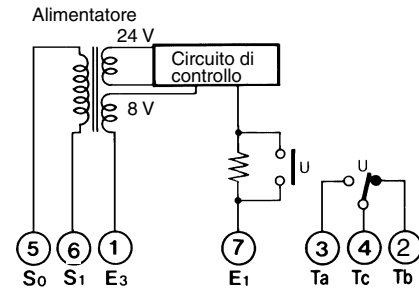 Alimentatore
24 V
Circuito di
controllo
8 V
U
U
5 6 1 7 3 4 2
S0 S1 E3 E1 Ta Tc Tb